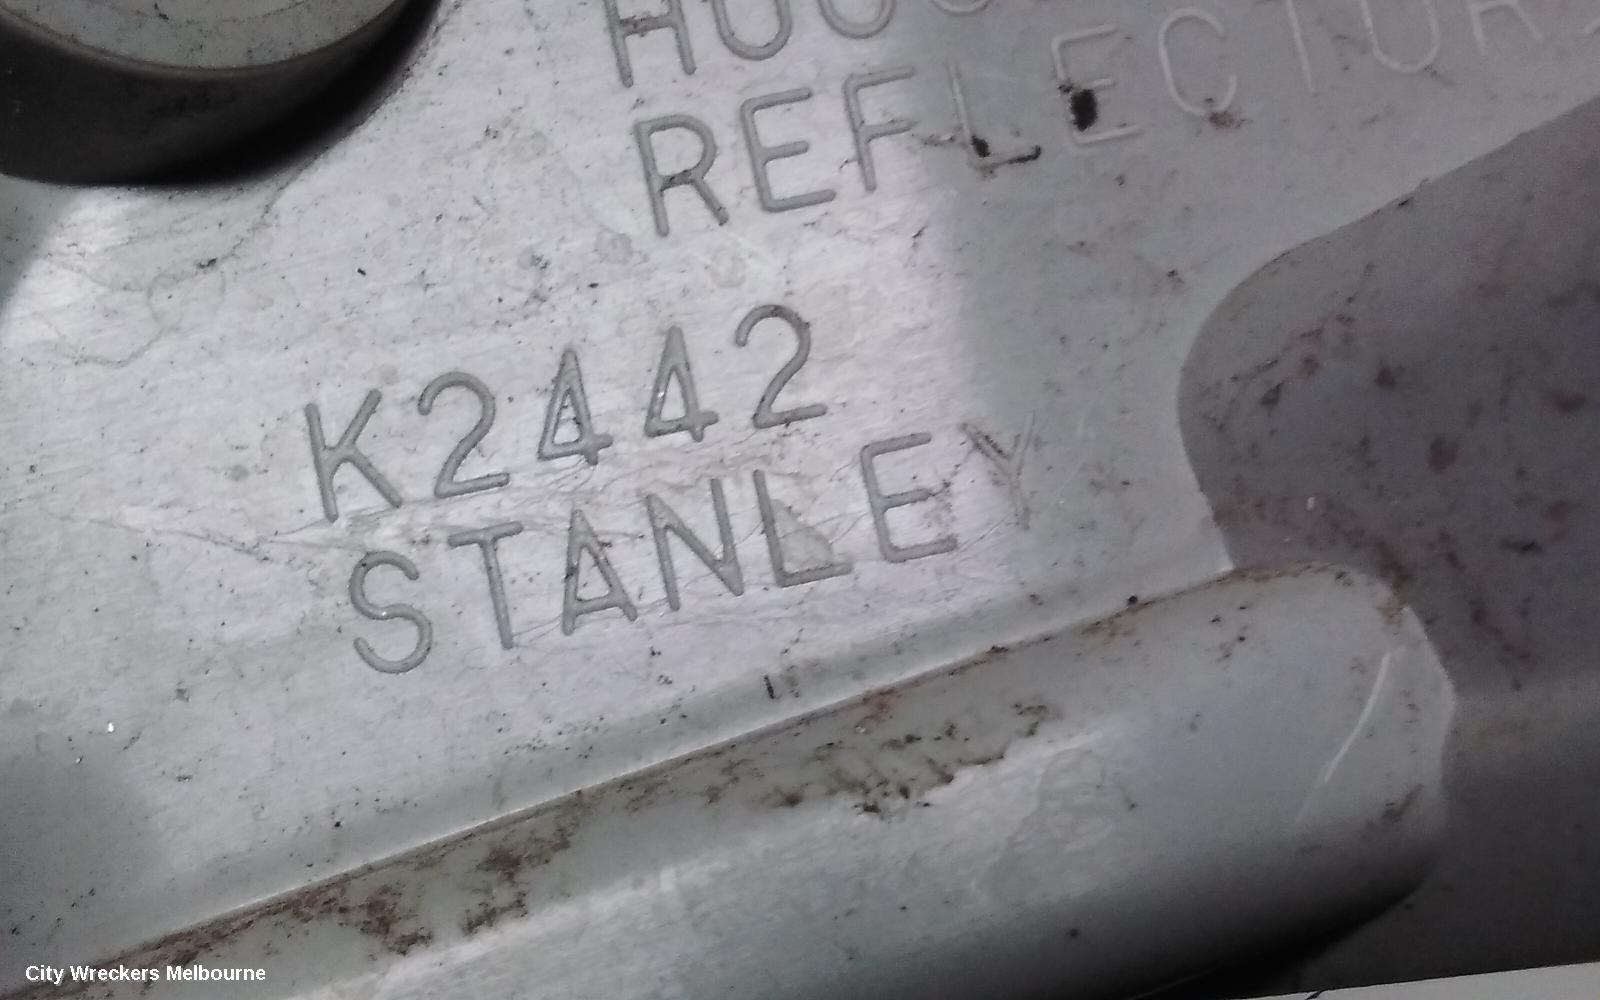 REFLECTOR
K2442
STANLEY
City Wreckers Melbourne